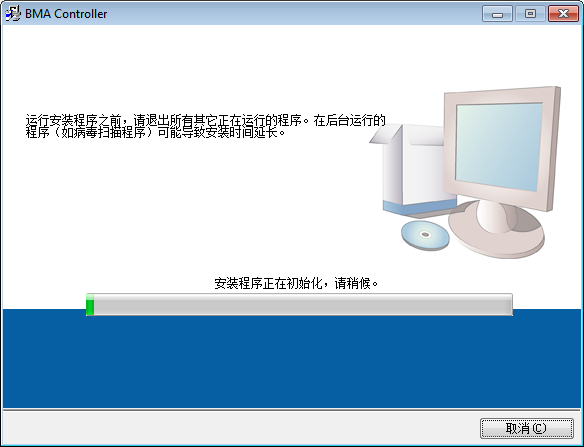 BMA Controller
运行安装程序之前，请退出所有其它正在运行的程序。在后台运行的
程序（如病毒扫描程序）可能导致安装时间延长。
安装程序正在初始化，请稍候。
取消(C)